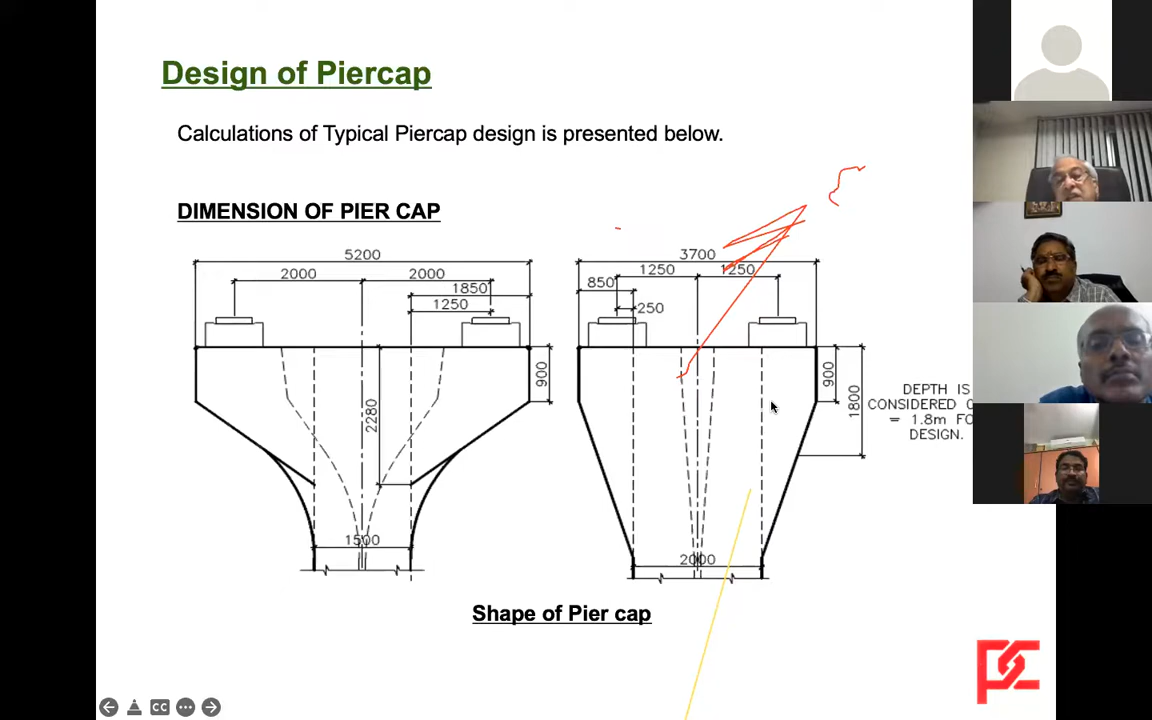 Design of Piercap
Calculations of Typical Piercap design is presented below.
DIMENSION OF PIER CAP
5200
2000 2000
1850
1250
900
2280
1500
3700
1250 1250
850
250
900
1800
2000
DEPTH IS
CONSIDERED
= 1.8m
DESIGN.
Shape of Pier cap
CC